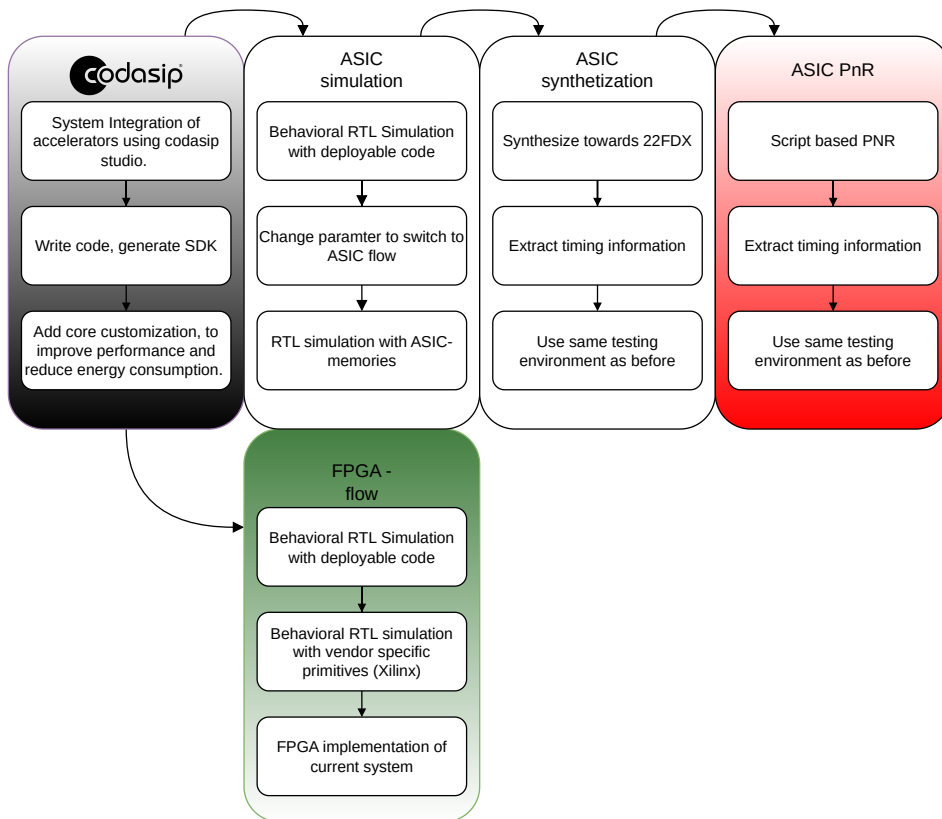 codasip
System Integration of
accelerators using codasip
studio.
Write code, generate SDK
Add core customization, to
improve performance and
reduce energy consumption.
ASIC
simulation
Behavioral RTL Simulation
with deployable code
Change paramter to switch to
ASIC flow
RTL simulation with ASIC-
memories
ASIC
synthetization
Synthesize towards 22FDX
Extract timing information
Use same testing
environment as before
ASIC PnR
Script based PNR
Extract timing information
Use same testing
environment as before
FPGA -
flow
Behavioral RTL Simulation
with deployable code
Behavioral RTL simulation
with vendor specific
primitives (Xilinx)
FPGA implementation of
current system